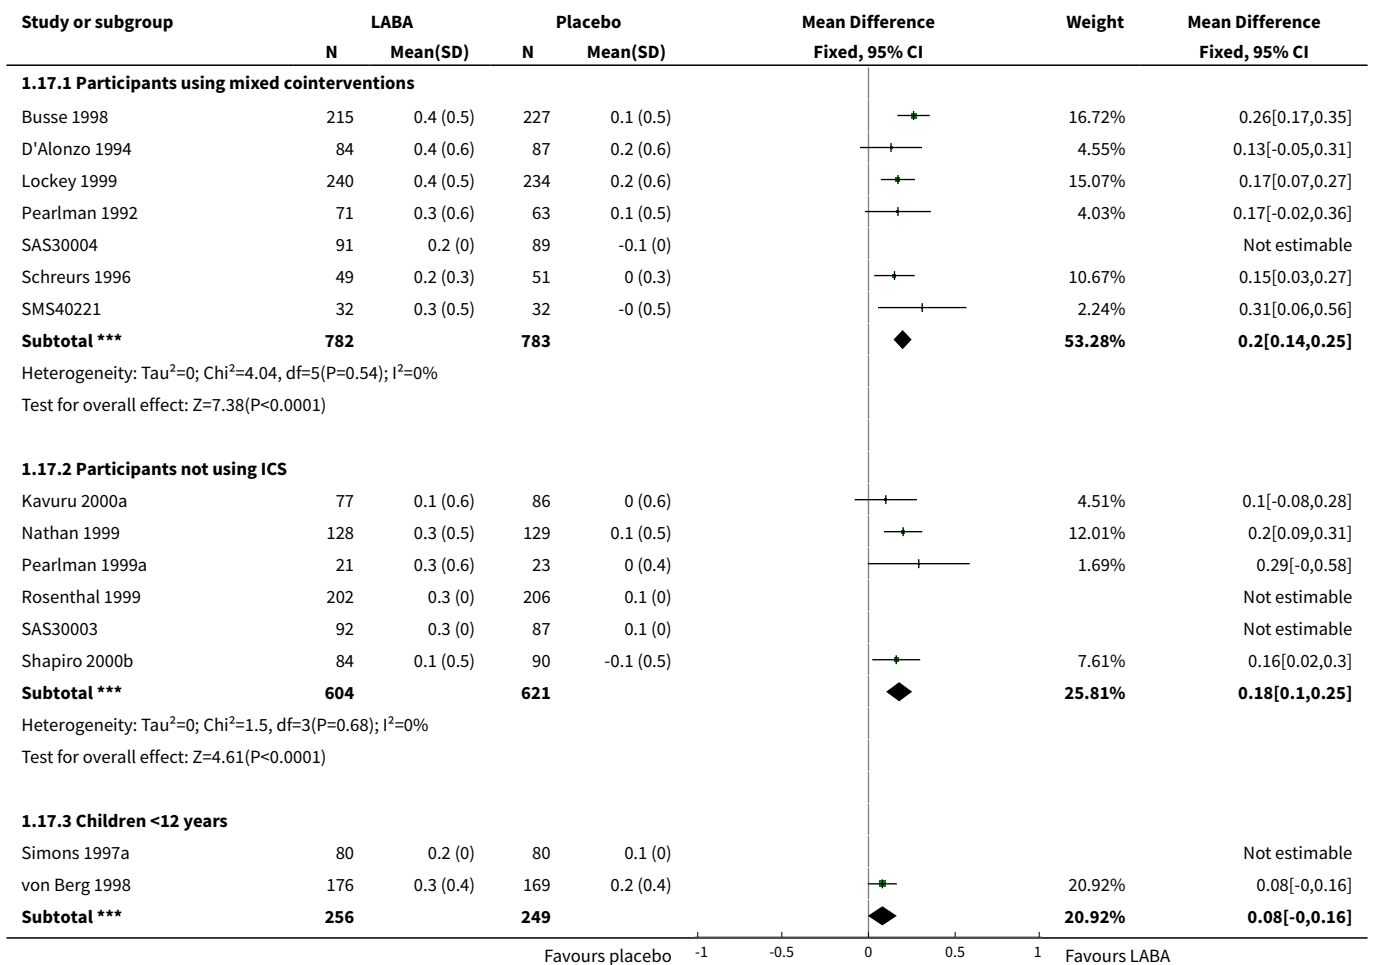 Study or subgroup LABA Placebo Mean Difference Weight Mean Difference
N Mean(SD) N Mean(SD) Fixed, 95% CI Fixed, 95% CI
1.17.1 Participants using mixed cointerventions
Busse 1998 215 0.4 (0.5) 227 0.1 (0.5) 16.72% 0.26[0.17,0.35]
D'Alonzo 1994 84 0.4 (0.6) 87 0.2 (0.6) 4.55% 0.13[-0.05,0.31]
Lockey 1999 240 0.4 (0.5) 234 0.2 (0.6) 15.07% 0.17[0.07,0.27]
Pearlman 1992 71 0.3 (0.6) 63 0.1 (0.5) 4.03% 0.17[-0.02,0.36]
SAS30004 91 0.2 (0) 89 -0.1 (0) Not estimable
Schreurs 1996 49 0.2 (0.3) 51 0 (0.3) 10.67% 0.15[0.03,0.27]
SMS40221 32 0.3 (0.5) 32 -0 (0.5) 2.24% 0.31[0.06,0.56]
Subtotal *** 782 783 53.28% 0.2[0.14,0.25]
Heterogeneity: Tau²=0; Chi²=4.04, df=5(P=0.54); I²=0%
Test for overall effect: Z=7.38(P<0.0001)
1.17.2 Participants not using ICS
Kavuru 2000a 77 0.1 (0.6) 86 0 (0.6) 4.51% 0.1[-0.08,0.28]
Nathan 1999 128 0.3 (0.5) 129 0.1 (0.5) 12.01% 0.2[0.09,0.31]
Pearlman 1999a 21 0.3 (0.6) 23 0 (0.4) 1.69% 0.29[-0,0.58]
Rosenthal 1999 202 0.3 (0) 206 0.1 (0) Not estimable
SAS30003 92 0.3 (0) 87 0.1 (0) Not estimable
Shapiro 2000b 84 0.1 (0.5) 90 -0.1 (0.5) 7.61% 0.16[0.02,0.3]
Subtotal *** 604 621 25.81% 0.18[0.1,0.25]
Heterogeneity: Tau²=0; Chi²=1.5, df=3(P=0.68); I²=0%
Test for overall effect: Z=4.61(P<0.0001)
1.17.3 Children <12 years
Simons 1997a 80 0.2 (0) 80 0.1 (0) Not estimable
von Berg 1998 176 0.3 (0.4) 169 0.2 (0.4) 20.92% 0.08[-0,0.16]
Subtotal *** 256 249 20.92% 0.08[-0,0.16]
Favours placebo -1 -0.5 0 0.5 1 Favours LABA